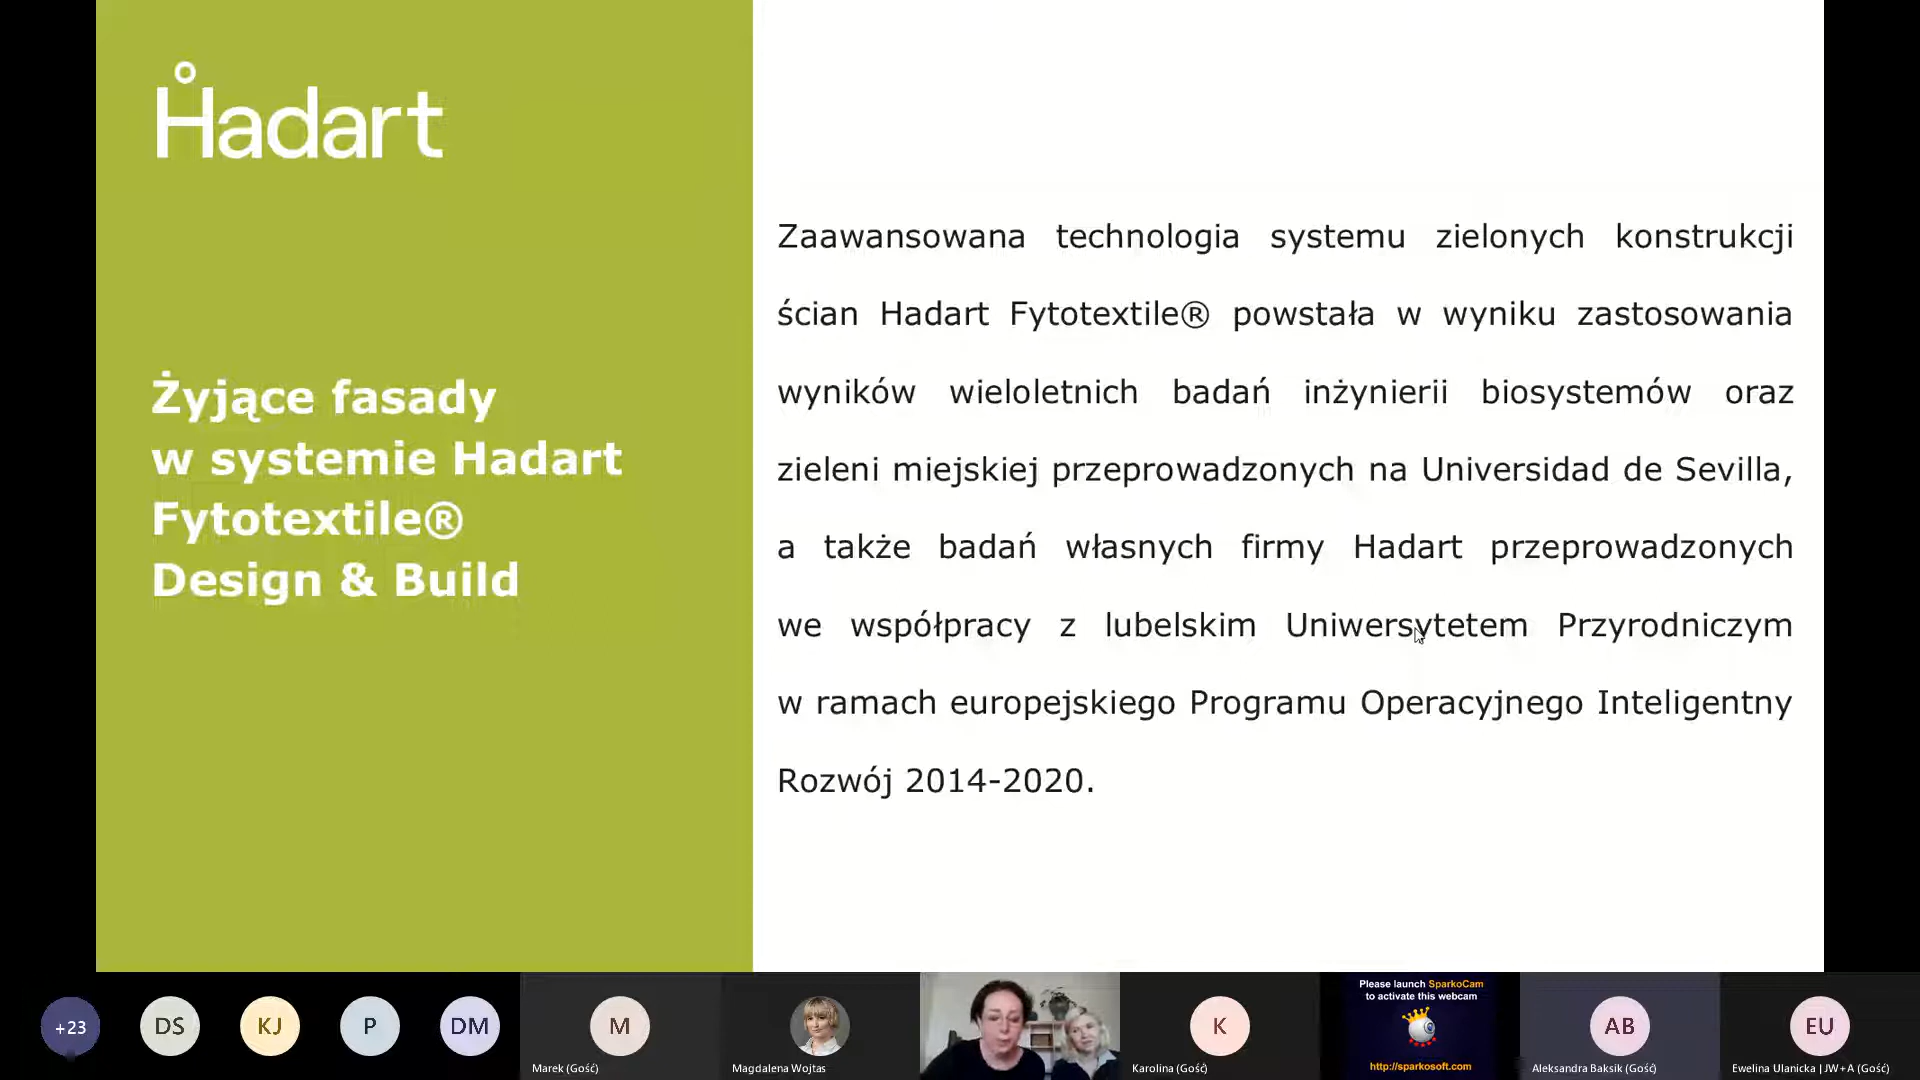 Hadart
Żyjące fasady
w systemie Hadart
Fytotextile®
Design & Build
Zaawansowana technologia systemu zielonych konstrukcji
ścian Hadart Fytotextile® powstała w wyniku zastosowania
wyników wieloletnich badań inżynierii biosystemów oraz
zieleni miejskiej przeprowadzonych na Universidad de Sevilla,
a także badań własnych firmy Hadart przeprowadzonych
we współpracy z lubelskim Uniwersytetem Przyrodniczym
w ramach europejskiego Programu Operacyjnego Inteligentny
Rozwój 2014-2020.
+23
DS
KJ
P
DM
M
Marek (Gość)
Magdalena Wojtas
K
Karolina (Gość)
Please launch SparkoCam
to activate this webcam
http://sparkosoft.com
AB
Aleksandra Baksik (Gość)
EU
Ewelina Ulanicka | JW+A (Gość)